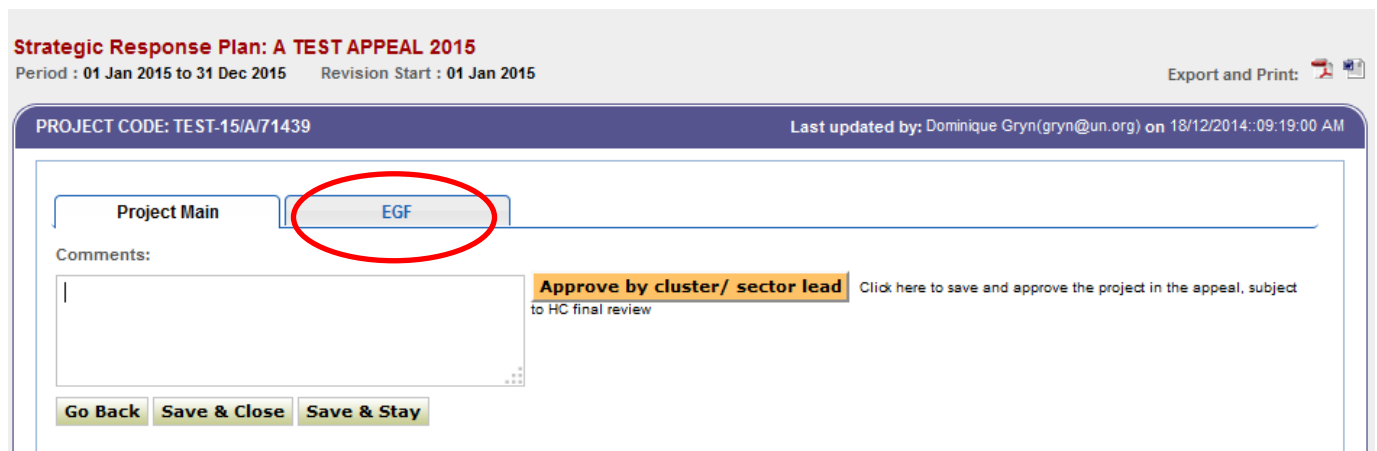 Strategic Response Plan: A TEST APPEAL 2015
Period : 01 Jan 2015 to 31 Dec 2015 Revision Start : 01 Jan 2015 Export and Print:
PROJECT CODE: TEST-15/A/71439 Last updated by: Dominique Gryn(gryn@un.org) on 18/12/2014::09:19:00 AM
Project Main EGF
Comments:
Approve by cluster/ sector lead Click here to save and approve the project in the appeal, subject
to HC final review
Go Back Save & Close Save & Stay